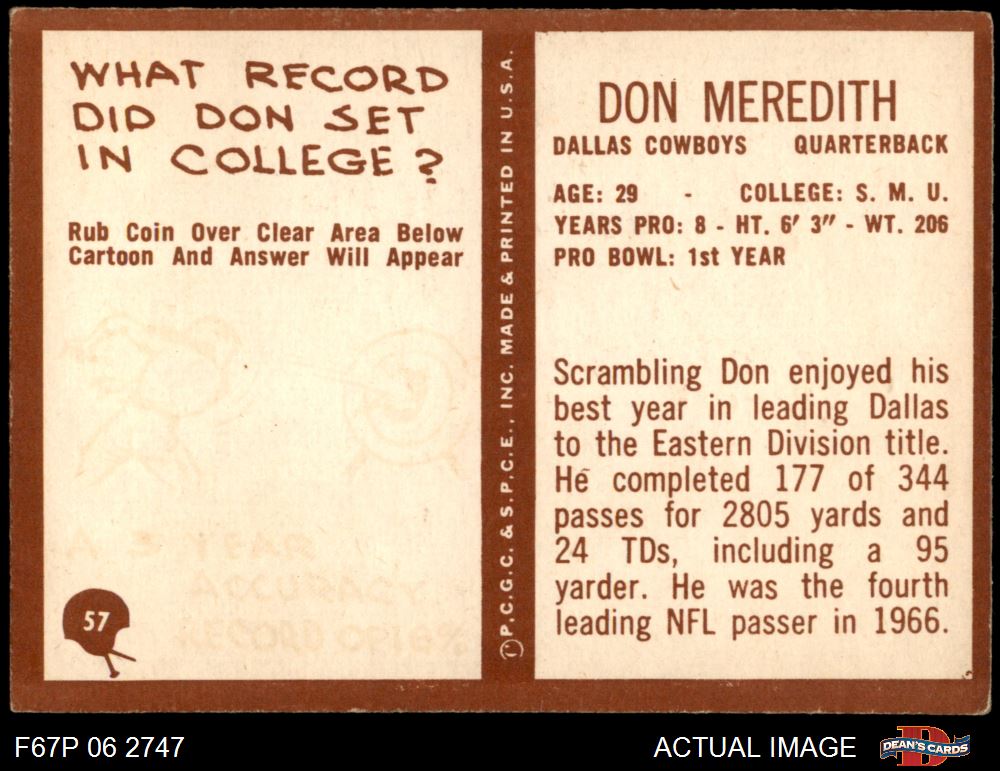 WHAT RECORD
DID DON SET
IN COLLEGE?
Rub Coin Over Clear Area Below
Cartoon And Answer Will Appear
A 3 YEAR
ACCURACY
RECORD OF 61%
57
Ⓟ P.C.G.C. & S.P.C.E., INC. MADE & PRINTED IN U.S.A.
DON MEREDITH
DALLAS COWBOYS QUARTERBACK
AGE: 29 - COLLEGE: S. M. U.
YEARS PRO: 8 - HT. 6' 3" - WT. 206
PRO BOWL: 1st YEAR
Scrambling Don enjoyed his
best year in leading Dallas
to the Eastern Division title.
He completed 177 of 344
passes for 2805 yards and
24 TDs, including a 95
yarder. He was the fourth
leading NFL passer in 1966.
F67P 06 2747
ACTUAL IMAGE
DEAN'S CARDS